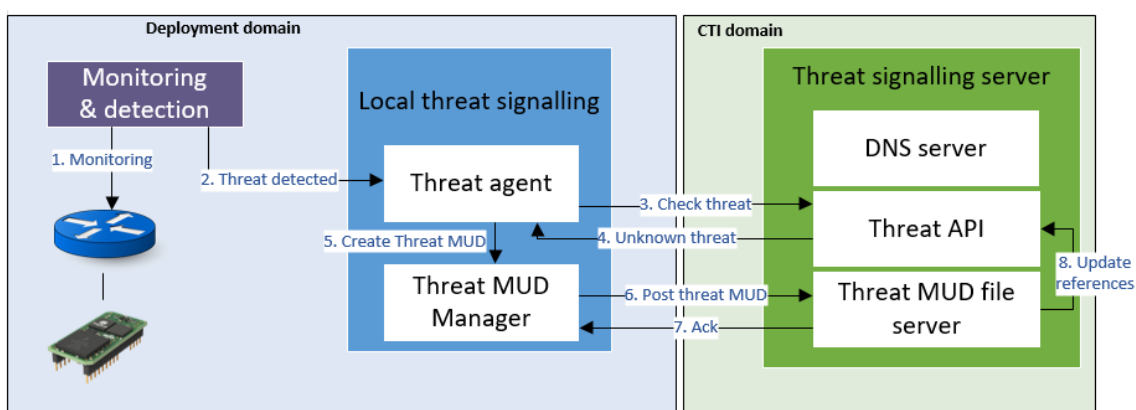 Deployment domain
CTI domain
Monitoring
& detection
Local threat signalling
Threat signalling server
DNS server
1. Monitoring
2. Threat detected
Threat agent
3. Check threat
Threat API
4. Unknown threat
5. Create Threat MUD
8. Update
references
Threat MUD
Manager
6. Post threat MUD
Threat MUD file
server
7. Ack